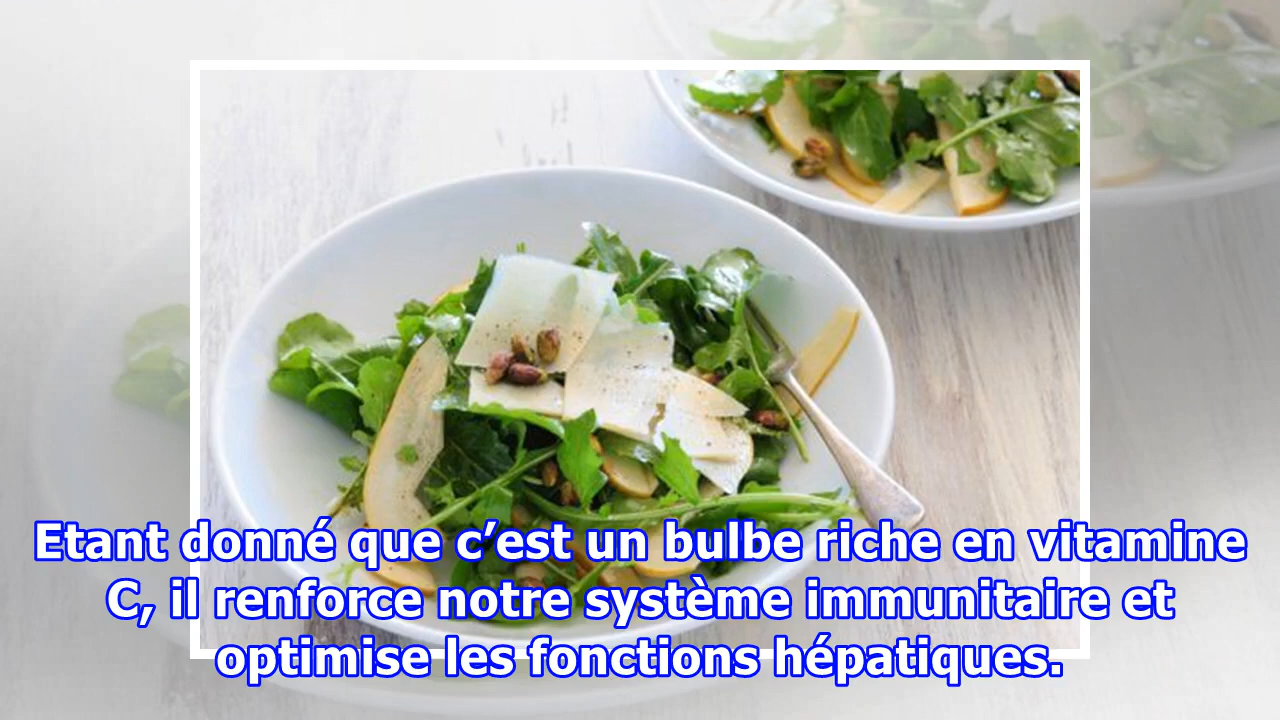 Etant donné que c’est un bulbe riche en vitamine
C, il renforce notre système immunitaire et
optimise les fonctions hépatiques.